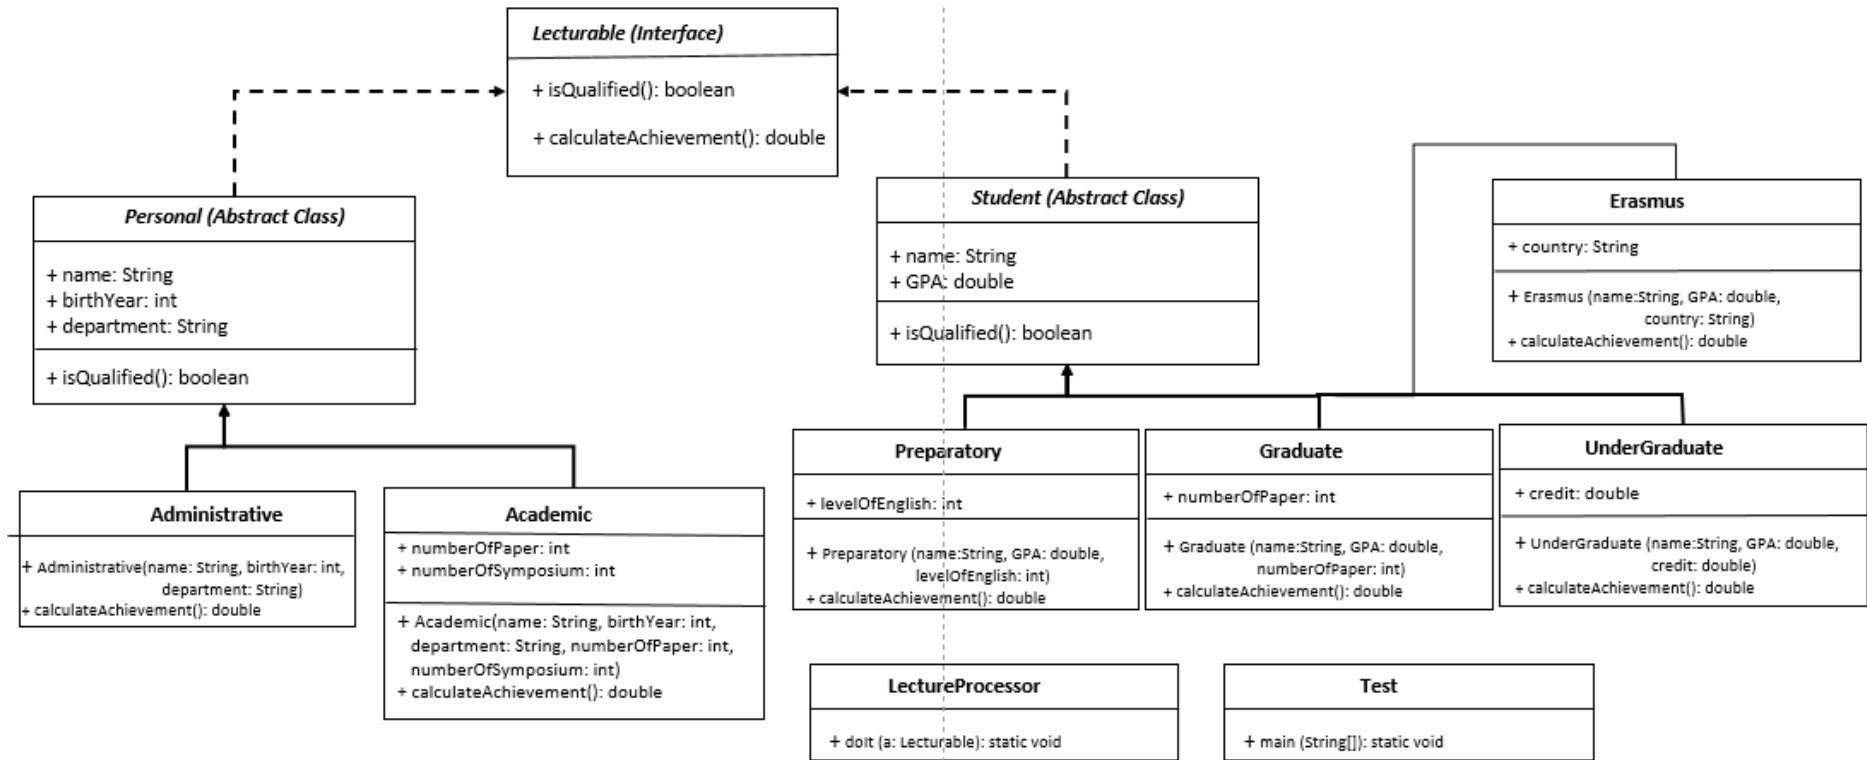 Lecturable (Interface)
+ isQualified(): boolean
+ calculateAchievement(): double
Personal (Abstract Class)
+ name: String
+ birthYear: int
+ department: String
+ isQualified(): boolean
Student (Abstract Class)
+ name: String
+ GPA: double
+ isQualified(): boolean
Erasmus
+ country: String
+ Erasmus (name:String, GPA: double,
country: String)
+ calculateAchievement(): double
Administrative
+ Administrative(name: String, birthYear: int,
department: String)
+ calculateAchievement(): double
Academic
+ numberOfPaper: int
+ numberOfSymposium: int
+ Academic(name: String, birthYear: int,
department: String, numberOfPaper: int,
numberOfSymposium: int)
+ calculateAchievement(): double
Preparatory
+ levelOfEnglish: int
+ Preparatory (name:String, GPA: double,
levelOfEnglish: int)
+ calculateAchievement(): double
Graduate
+ numberOfPaper: int
+ Graduate (name:String, GPA: double,
numberOfPaper: int)
+ calculateAchievement(): double
UnderGraduate
+ credit: double
+ UnderGraduate (name:String, GPA: double,
credit: double)
+ calculateAchievement(): double
LectureProcessor
+ doIt (a: Lecturable): static void
Test
+ main (String[]): static void